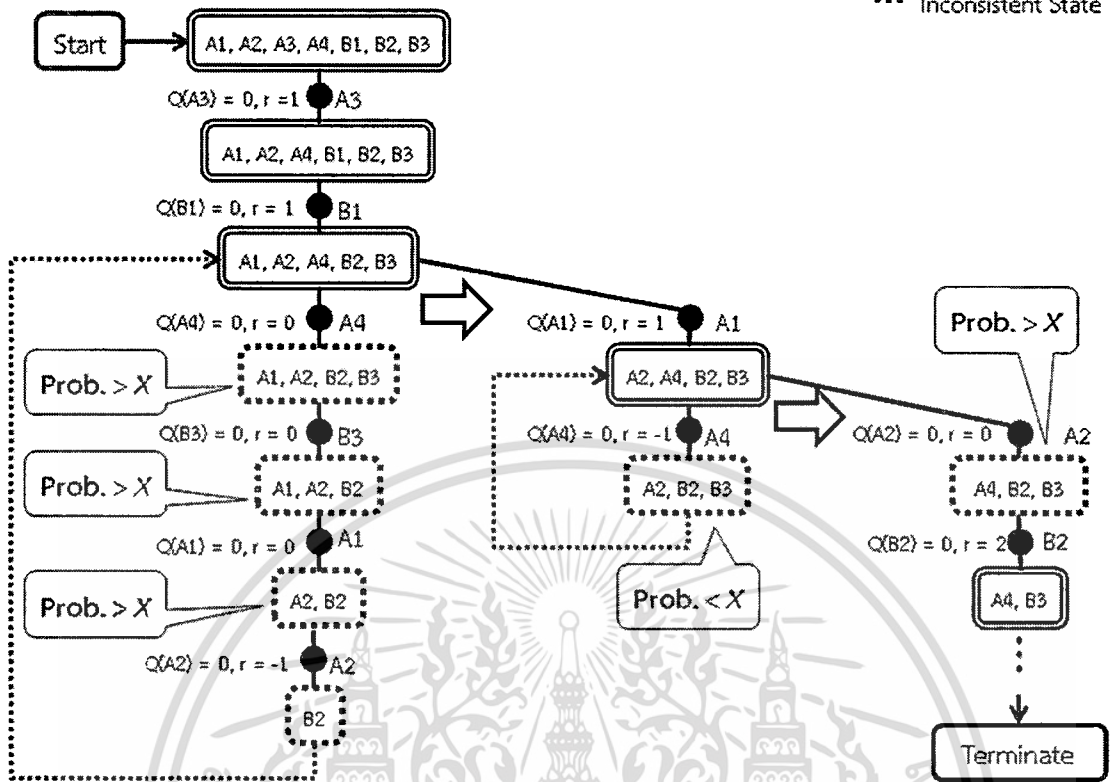 Inconsistent State
Start
A1, A2, A3, A4, B1, B2, B3
Q(A3) = 0, r = 1
A3
A1, A2, A4, B1, B2, B3
Q(B1) = 0, r = 1
B1
A1, A2, A4, B2, B3
Q(A4) = 0, r = 0
A4
Prob. > X
A1, A2, B2, B3
Q(B3) = 0, r = 0
B3
Prob. > X
A1, A2, B2
Q(A1) = 0, r = 0
A1
Prob. > X
A2, B2
Q(A2) = 0, r = -1
A2
B2
Q(A1) = 0, r = 1
A1
A2, A4, B2, B3
Q(A4) = 0, r = -1
A4
A2, B2, B3
Prob. < X
Prob. > X
Q(A2) = 0, r = 0
A2
A4, B2, B3
Q(B2) = 0, r = 2
B2
A4, B3
Terminate